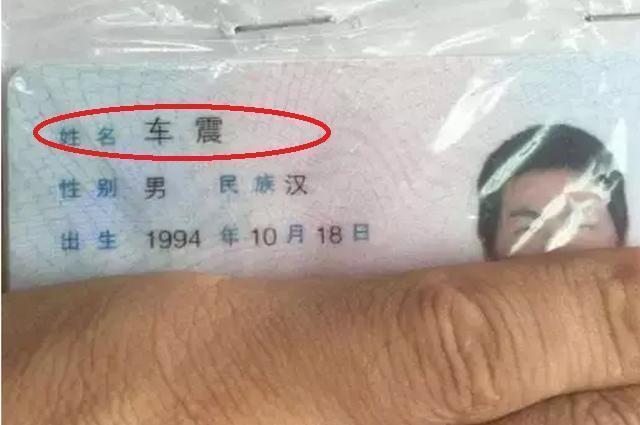 姓名 车震
性别 男 民族 汉
出生 1994 年 10 月 18 日